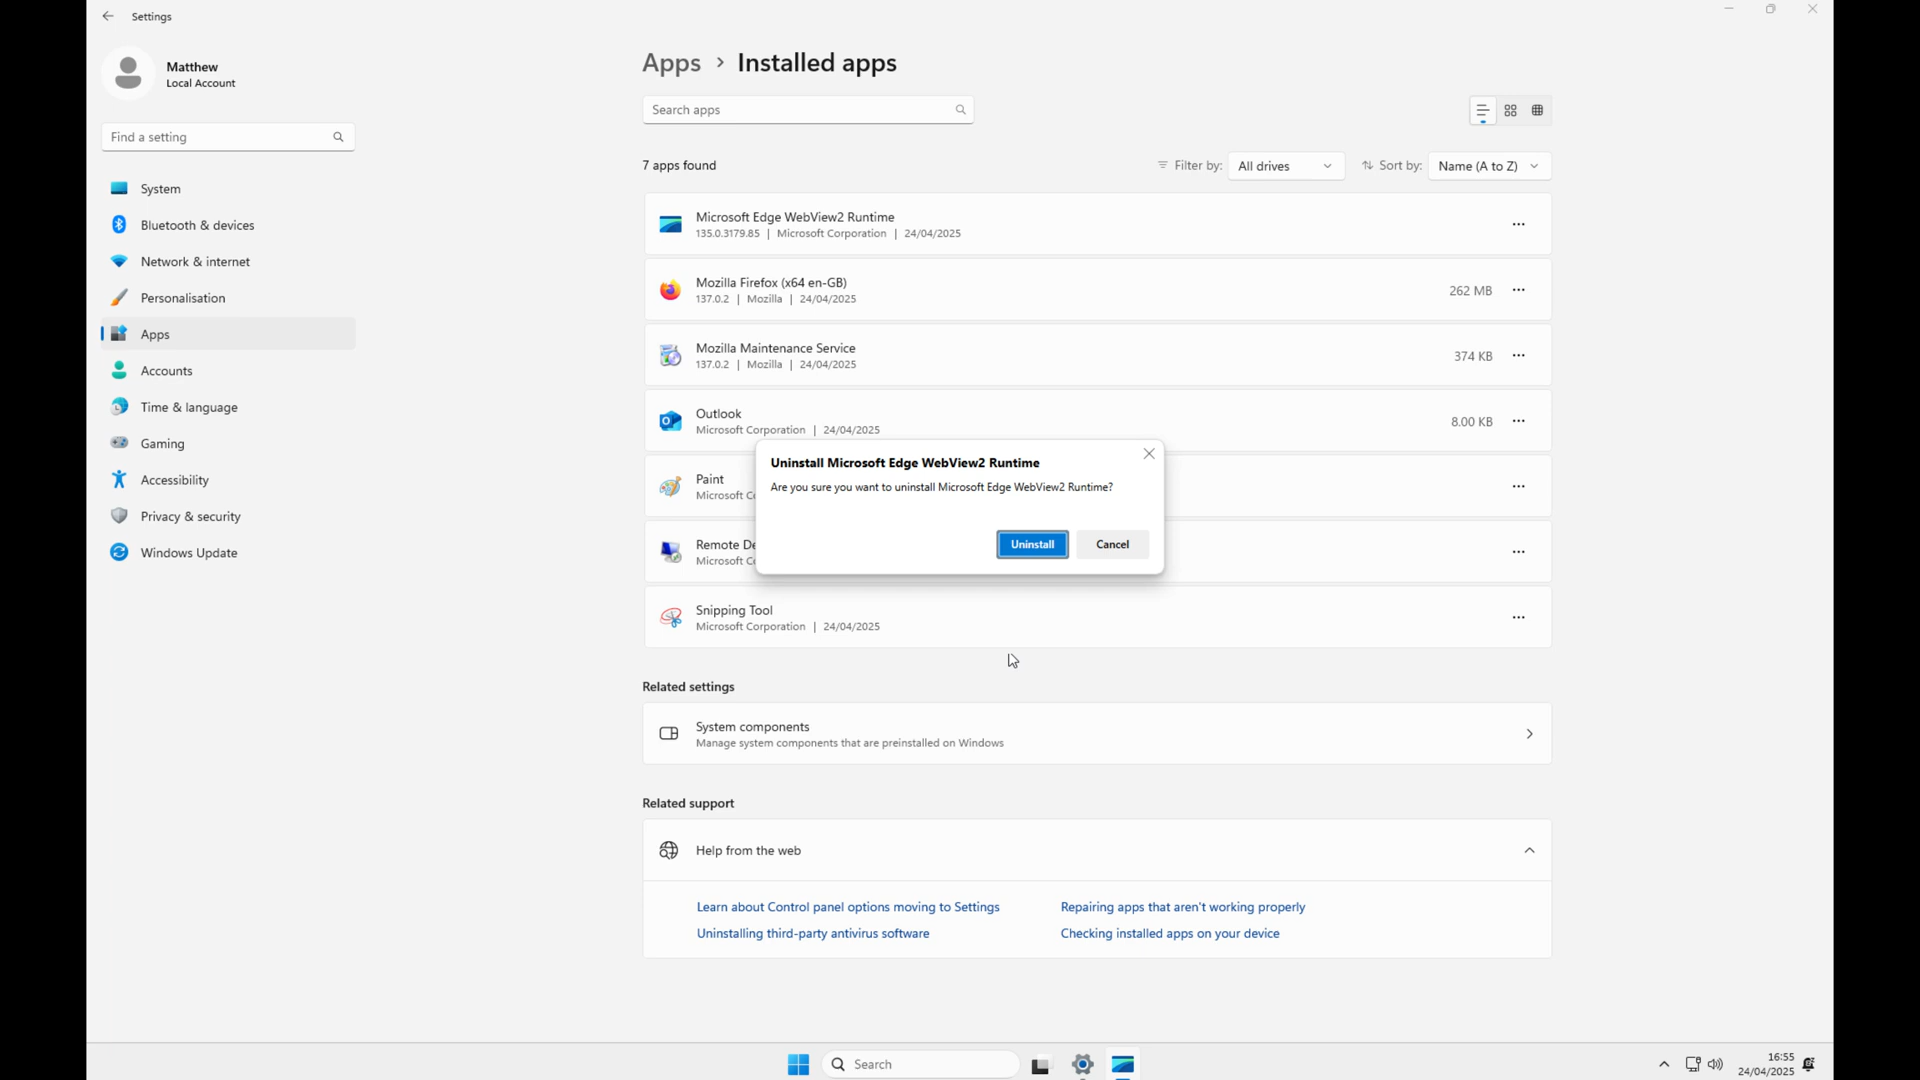 Settings
Matthew
Local Account
Find a setting
System
Bluetooth & devices
Network & internet
Personalisation
Apps
Accounts
Time & language
Gaming
Accessibility
Privacy & security
Windows Update
Apps > Installed apps
Search apps
7 apps found
Filter by: All drives
Sort by: Name (A to Z)
Microsoft Edge WebView2 Runtime
135.0.3179.85 | Microsoft Corporation | 24/04/2025
Mozilla Firefox (x64 en-GB)
137.0.2 | Mozilla | 24/04/2025
262 MB
Mozilla Maintenance Service
137.0.2 | Mozilla | 24/04/2025
374 KB
Outlook
Microsoft Corporation | 24/04/2025
8.00 KB
Paint
Microsoft
Remote
Microsoft
Uninstall Microsoft Edge WebView2 Runtime
Are you sure you want to uninstall Microsoft Edge WebView2 Runtime?
Uninstall
Cancel
Snipping Tool
Microsoft Corporation | 24/04/2025
Related settings
System components
Manage system components that are preinstalled on Windows
Related support
Help from the web
Learn about Control panel options moving to Settings
Repairing apps that aren't working properly
Uninstalling third-party antivirus software
Checking installed apps on your device
Search
16:55
24/04/2025